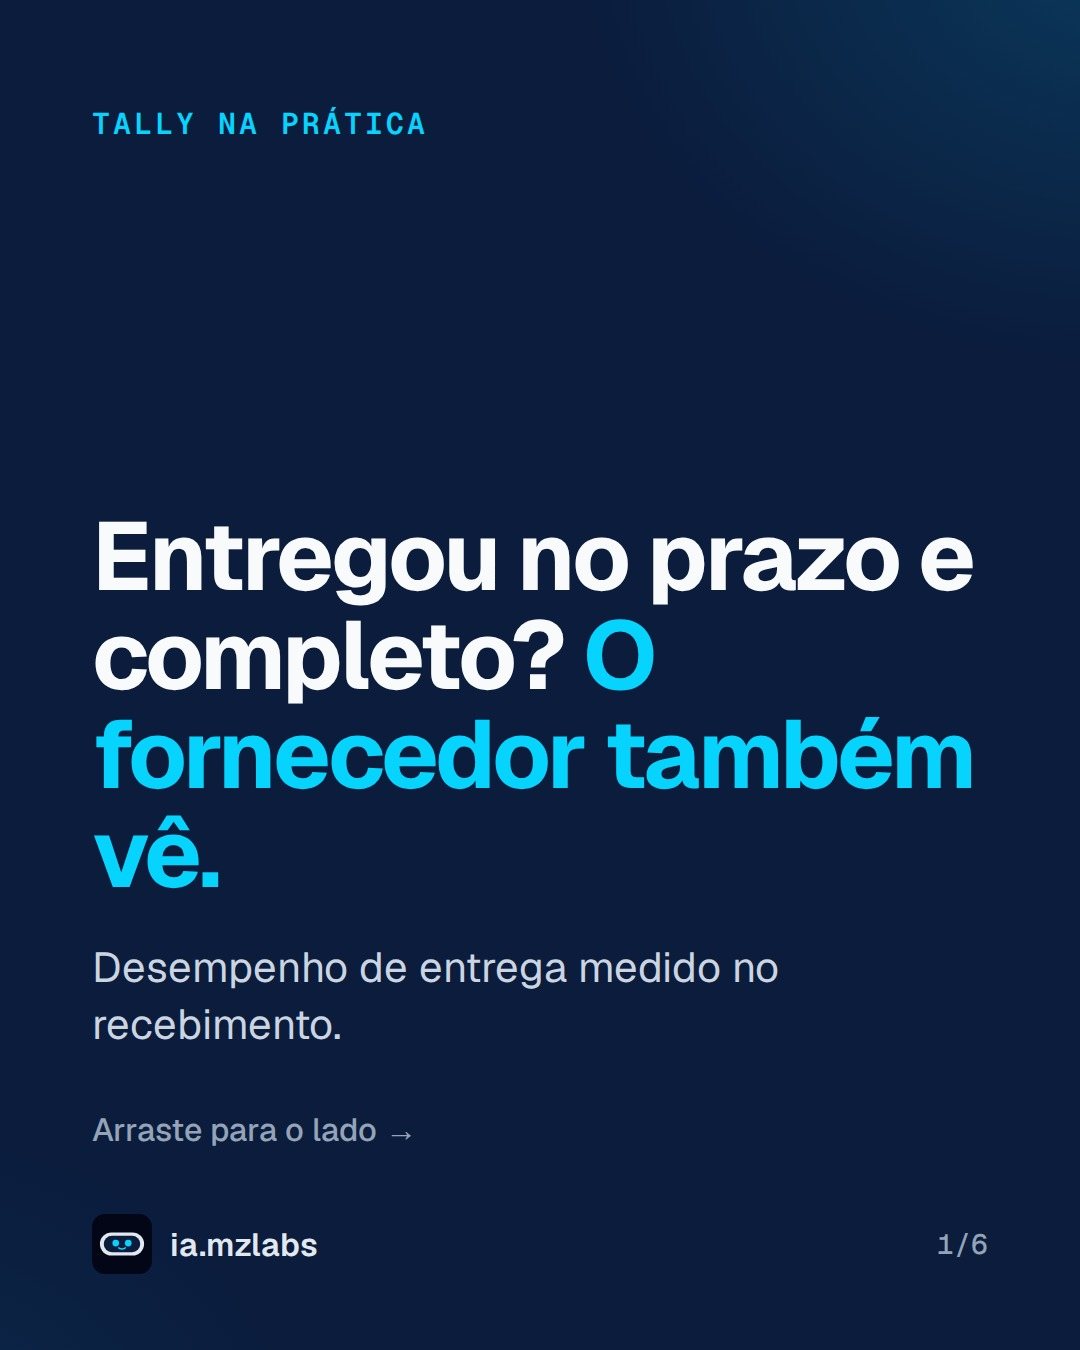 TALLY NA PRÁTICA
Entregou no prazo e
completo? O
fornecedor também
vê.
Desempenho de entrega medido no
recebimento.
Arraste para o lado →
ia.mzlabs
1/6